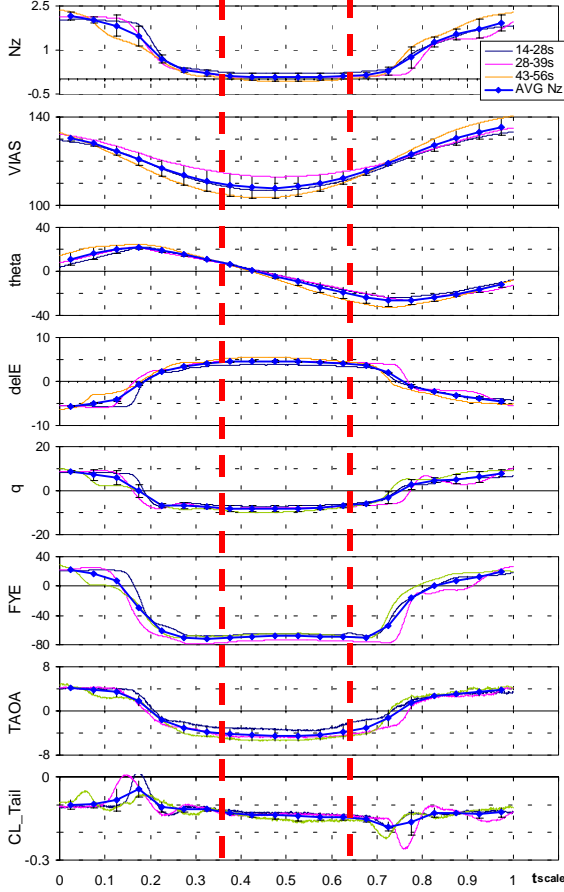 2.5
1
-0.5
Nz
14-28s
28-39s
43-56s
AVG Nz
140
100
VIAS
40
0
-40
theta
10
0
-10
delE
20
0
-20
q
40
0
-40
-80
FYE
8
0
-8
TAOA
0
-0.3
CL_Tail
0 0.1 0.2 0.3 0.4 0.5 0.6 0.7 0.8 0.9 1 tscale